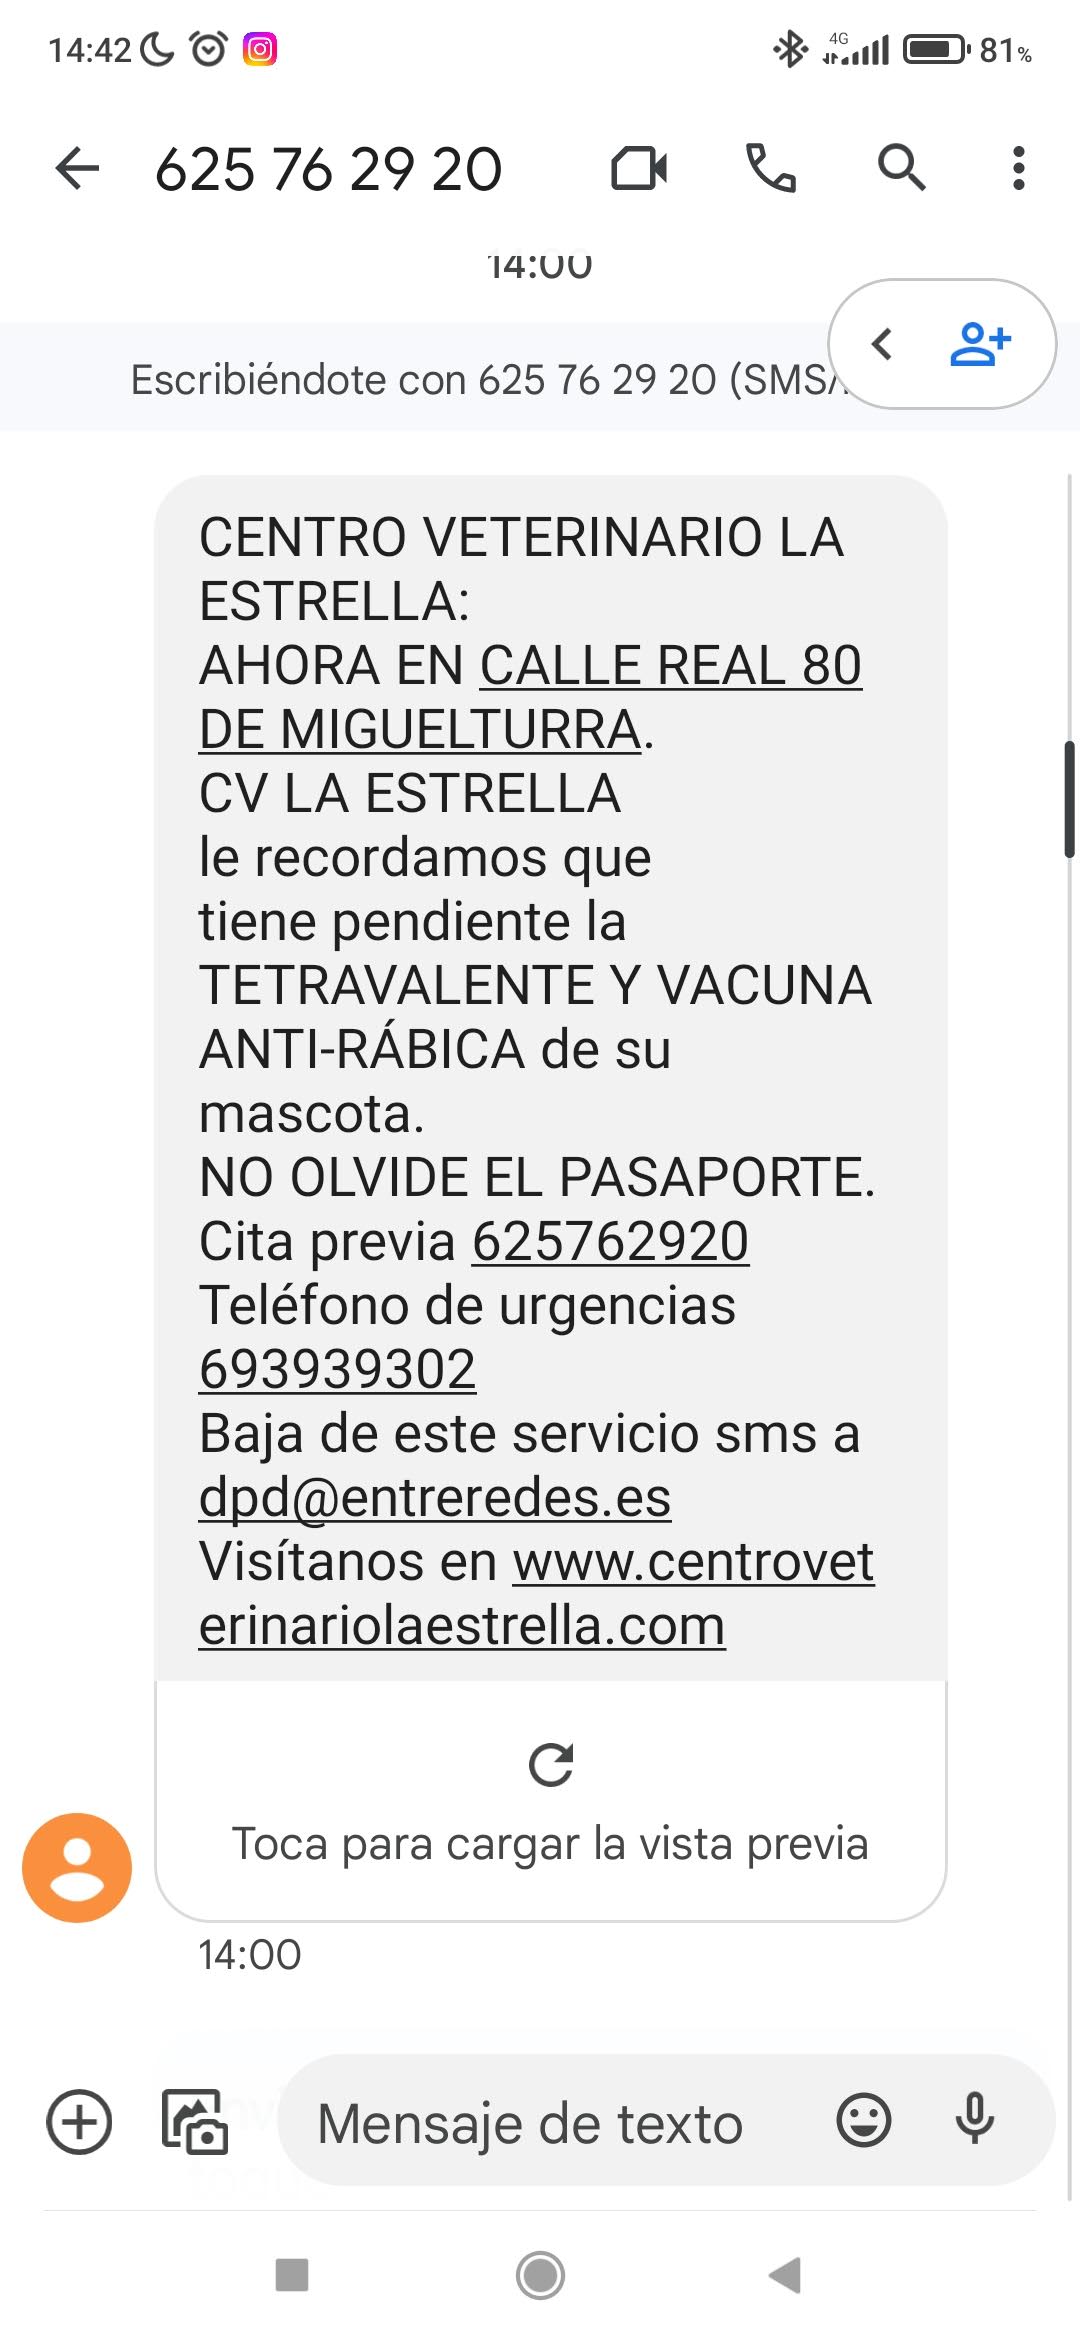 14:42
4G
81%
625 76 29 20
14:00
Escribiéndote con 625 76 29 20 (SMS/
CENTRO VETERINARIO LA
ESTRELLA:
AHORA EN CALLE REAL 80
DE MIGUELTURRA.
CV LA ESTRELLA
le recordamos que
tiene pendiente la
TETRAVALENTE Y VACUNA
ANTI-RÁBICA de su
mascota.
NO OLVIDE EL PASAPORTE.
Cita previa 625762920
Teléfono de urgencias
693939302
Baja de este servicio sms a
dpd@entreredes.es
Visítanos en www.centrovet
erinariolaestrella.com
Toca para cargar la vista previa
14:00
Mensaje de texto